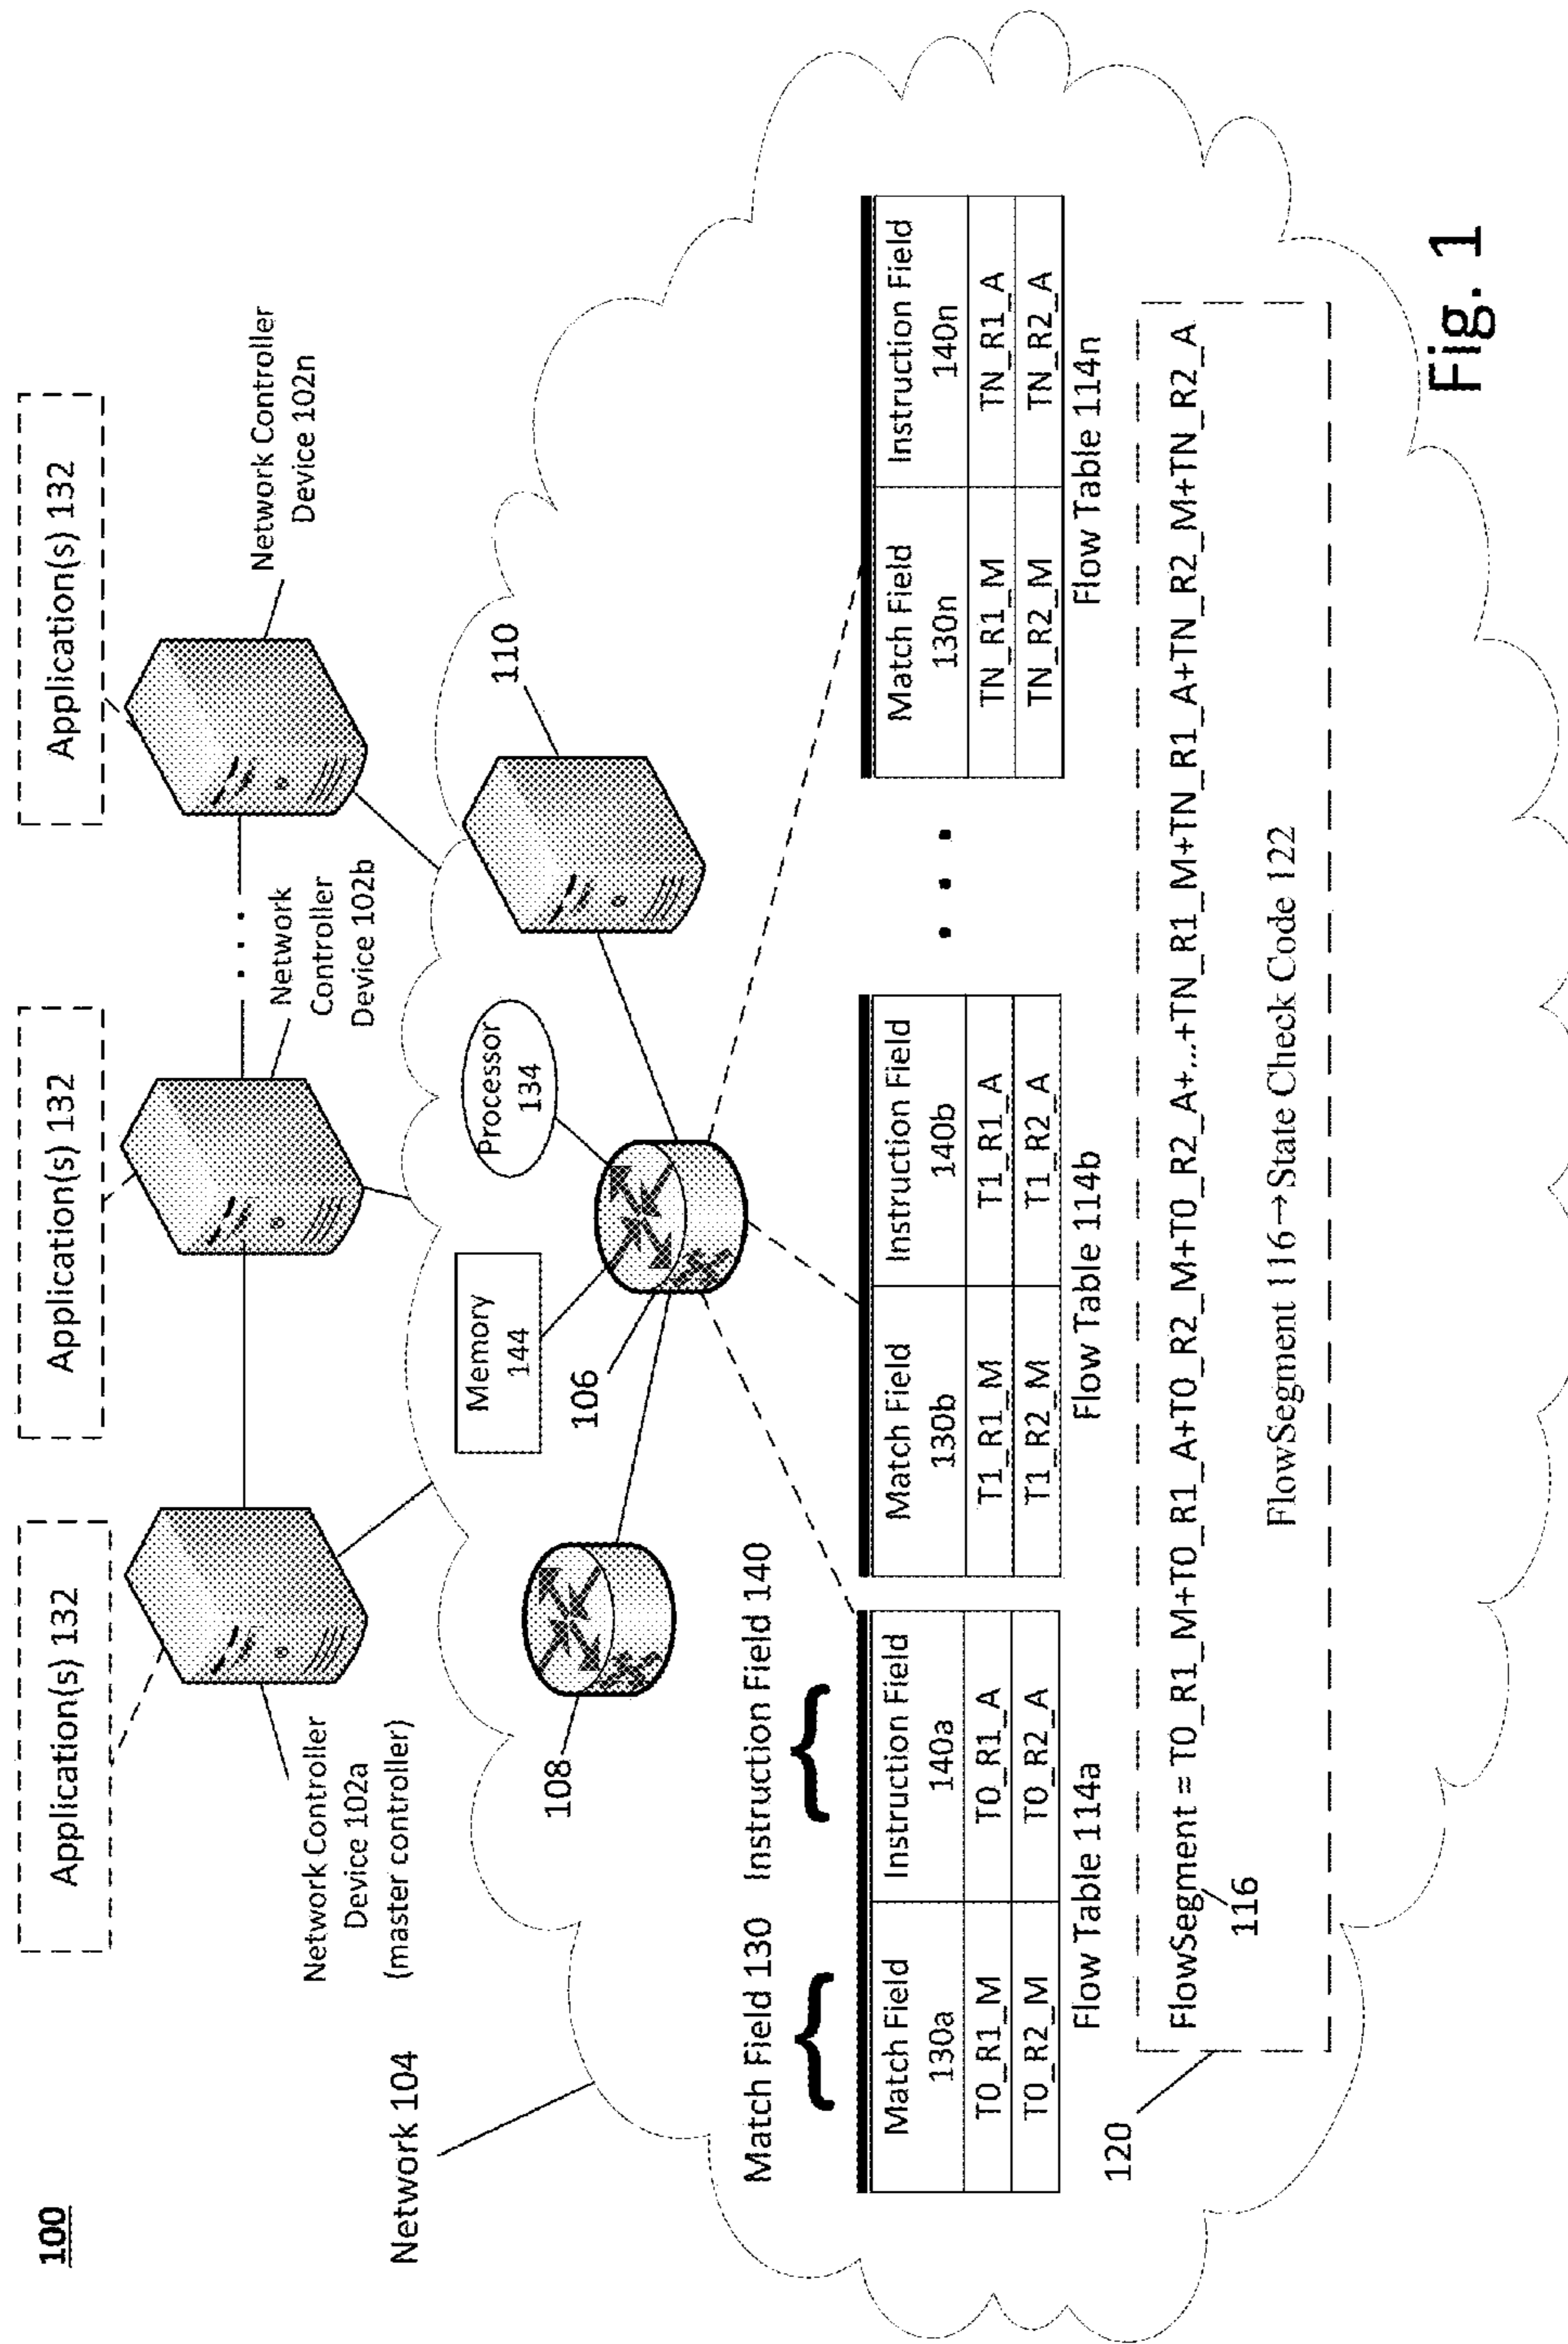 100
Application(s) 132
Application(s) 132
Application(s) 132
Network Controller
Device 102a
(master controller)
Network
Controller
Device 102b
Network Controller
Device 102n
. . .
Network 104
Memory
144
Processor
134
110
106
108
Match Field 130
Instruction Field 140
{
{
Match Field
130a
Instruction Field
140a
T0_R1_M
T0_R1_A
T0_R2_M
T0_R2_A
Flow Table 114a
Match Field
130b
Instruction Field
140b
T1_R1_M
T1_R1_A
T1_R2_M
T1_R2_A
Flow Table 114b
. . .
Match Field
130n
Instruction Field
140n
TN_R1_M
TN_R1_A
TN_R2_M
TN_R2_A
Flow Table 114n
120
FlowSegment = T0_R1_M+T0_R1_A+T0_R2_M+T0_R2_A+...+TN_R1_M+TN_R1_A+TN_R2_M+TN_R2_A
116
FlowSegment 116→State Check Code 122
Fig. 1